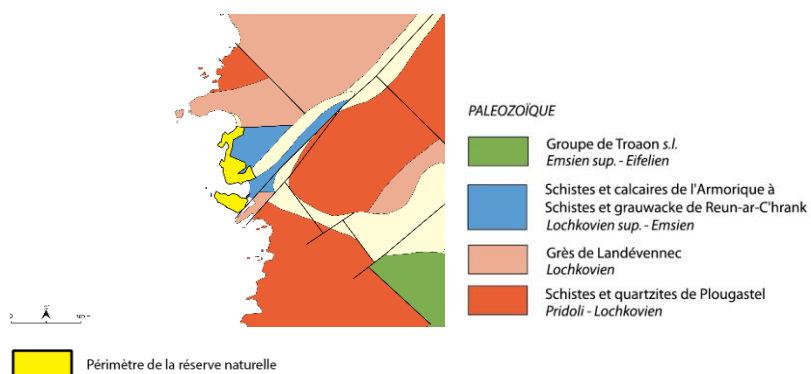 PALEOZOÏQUE
Groupe de Troaon s.l.
Emsien sup. - Eifelien
Schistes et calcaires de l'Armorique à
Schistes et grauwacke de Reun-ar-C'hrank
Lochkovien sup. - Emsien
Grès de Landévennec
Lochkovien
Schistes et quartzites de Plougastel
Pridoli - Lochkovien
0
Périmètre de la réserve naturelle